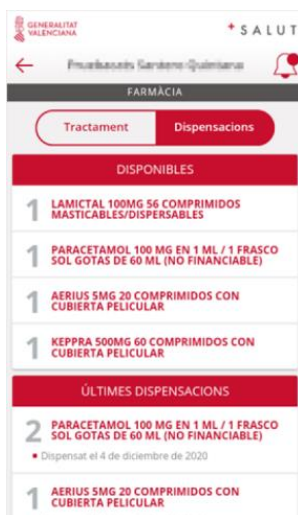 GENERALITAT
VALENCIANA
+ SALUT
FARMÀCIA
Tractament
Dispensacions
DISPONIBLES
1 LAMICTAL 100MG 56 COMPRIMIDOS
MASTICABLES/DISPERSABLES
1 PARACETAMOL 100 MG EN 1 ML / 1 FRASCO
SOL GOTAS DE 60 ML (NO FINANCIABLE)
1 AERIUS 5MG 20 COMPRIMIDOS CON
CUBIERTA PELICULAR
1 KEPPRA 500MG 60 COMPRIMIDOS CON
CUBIERTA PELICULAR
ÚLTIMES DISPENSACIONS
2 PARACETAMOL 100 MG EN 1 ML / 1 FRASCO
SOL GOTAS DE 60 ML (NO FINANCIABLE)
• Dispensat el 4 de diciembre de 2020
1 AERIUS 5MG 20 COMPRIMIDOS CON
CUBIERTA PELICULAR